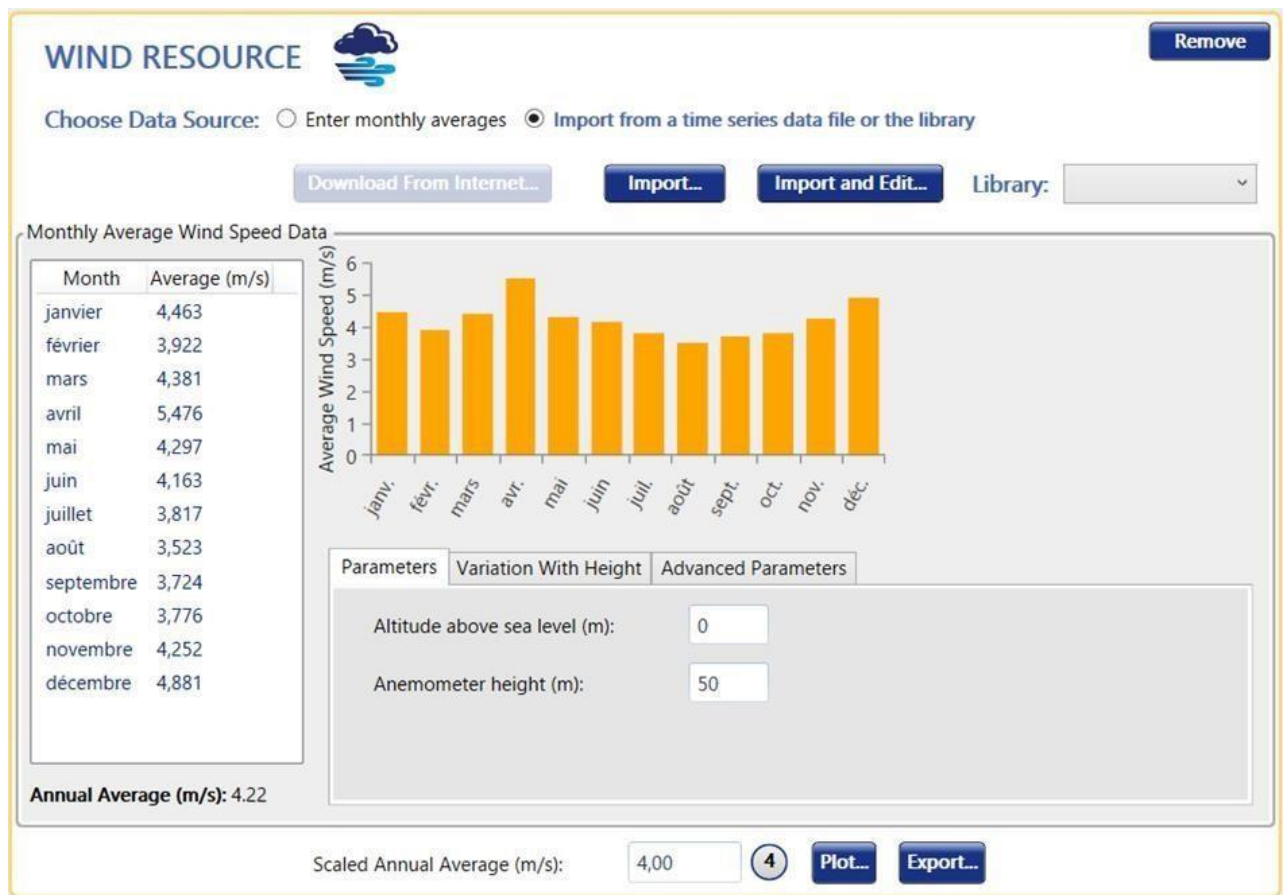 WIND RESOURCE
Remove
Choose Data Source: Enter monthly averages Import from a time series data file or the library
Download From Internet... Import... Import and Edit... Library:
Monthly Average Wind Speed Data
Month Average (m/s)
janvier 4,463
février 3,922
mars 4,381
avril 5,476
mai 4,297
juin 4,163
juillet 3,817
août 3,523
septembre 3,724
octobre 3,776
novembre 4,252
décembre 4,881
Annual Average (m/s): 4.22
Average Wind Speed (m/s)
6
5
4
3
2
1
0
janv. févr. mars avr. mai juin juil. août sept. oct. nov. déc.
Parameters Variation With Height Advanced Parameters
Altitude above sea level (m): 0
Anemometer height (m): 50
Scaled Annual Average (m/s): 4,00 4 Plot... Export...